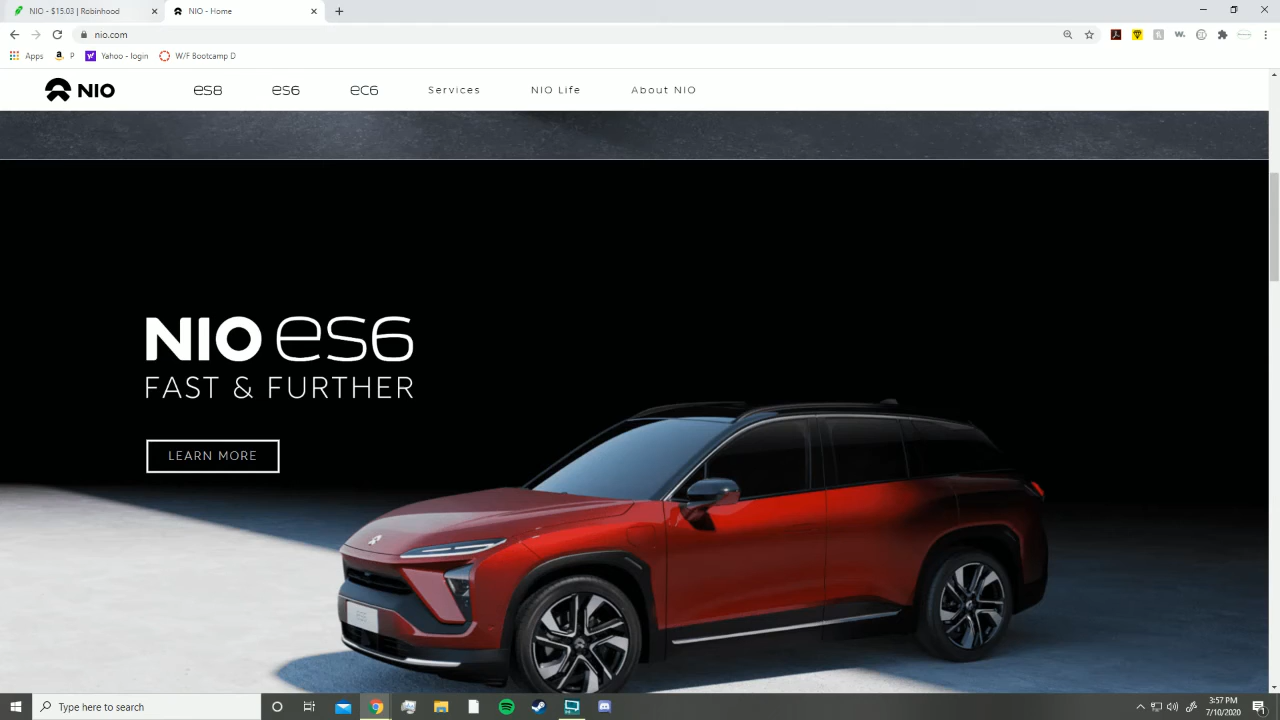 NIO - $15.03 | Robinhood
NIO - Home
nio.com
Apps
P
Yahoo - login
W/F Bootcamp D
NIO
es8
es6
ec6
Services
NIO Life
About NIO
NIO es6
FAST & FURTHER
LEARN MORE
es6
Type here to search
3:57 PM
7/10/2020